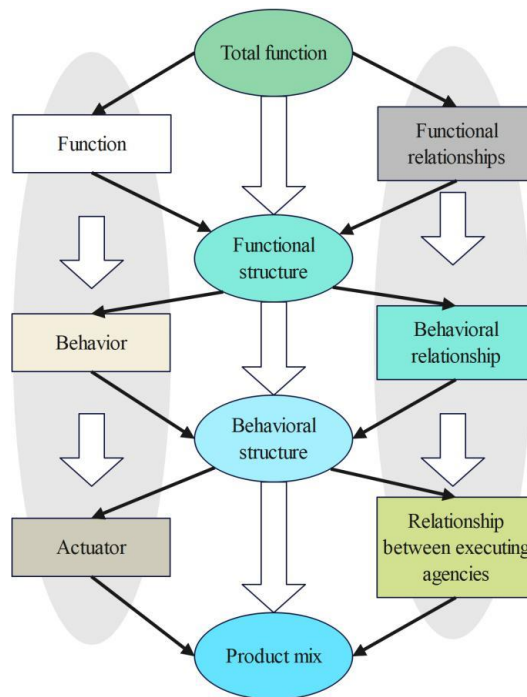 Total function
Function
Functional
relationships
Functional
structure
Behavior
Behavioral
relationship
Behavioral
structure
Actuator
Relationship
between executing
agencies
Product mix